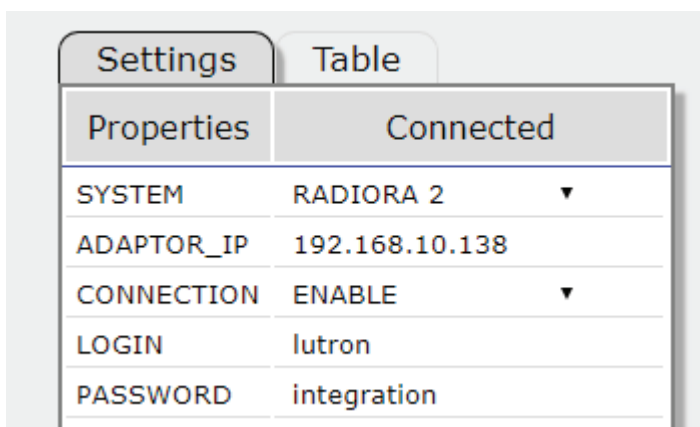 Settings Table
Properties Connected
SYSTEM RADIORA 2 ▼
ADAPTOR_IP 192.168.10.138
CONNECTION ENABLE ▼
LOGIN lutron
PASSWORD integration